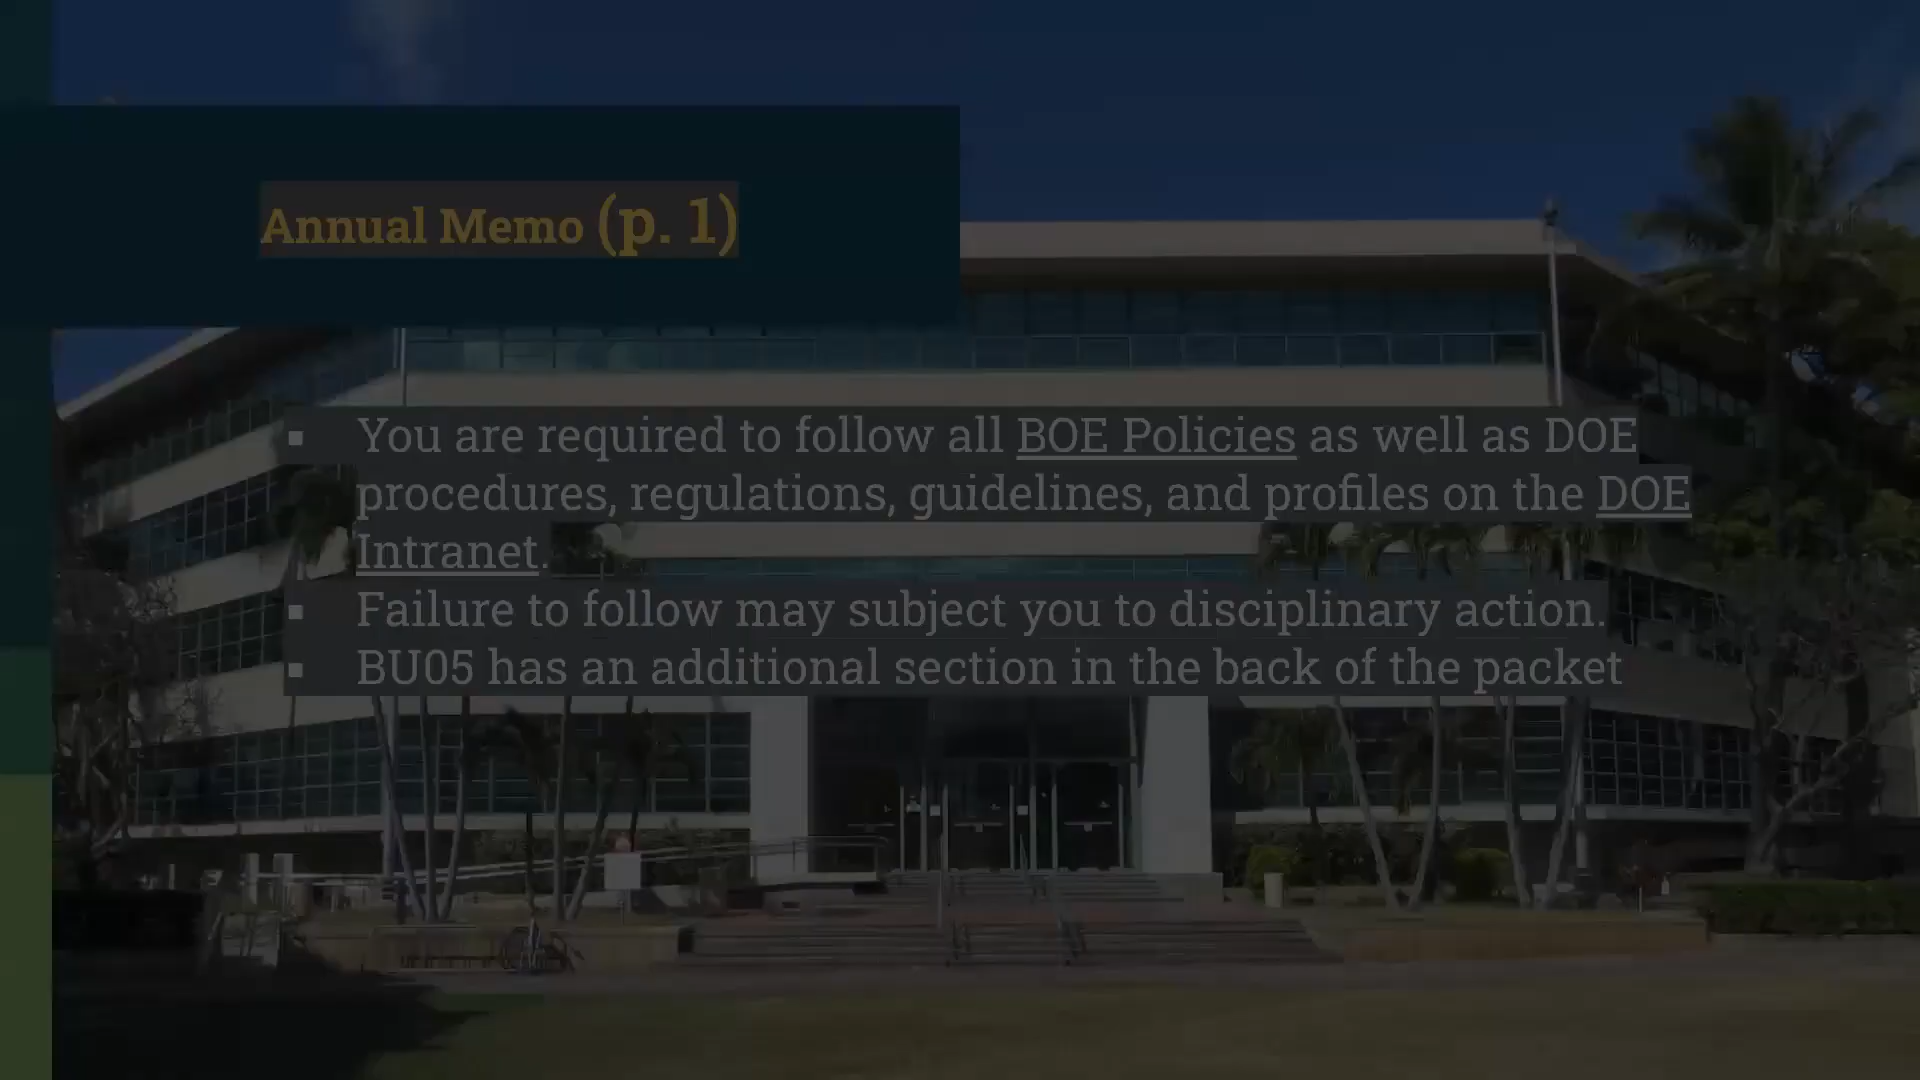 Annual Memo (p. 1)
▪ You are required to follow all BOE Policies as well as DOE
procedures, regulations, guidelines, and profiles on the DOE
Intranet.
▪ Failure to follow may subject you to disciplinary action.
▪ BU05 has an additional section in the back of the packet